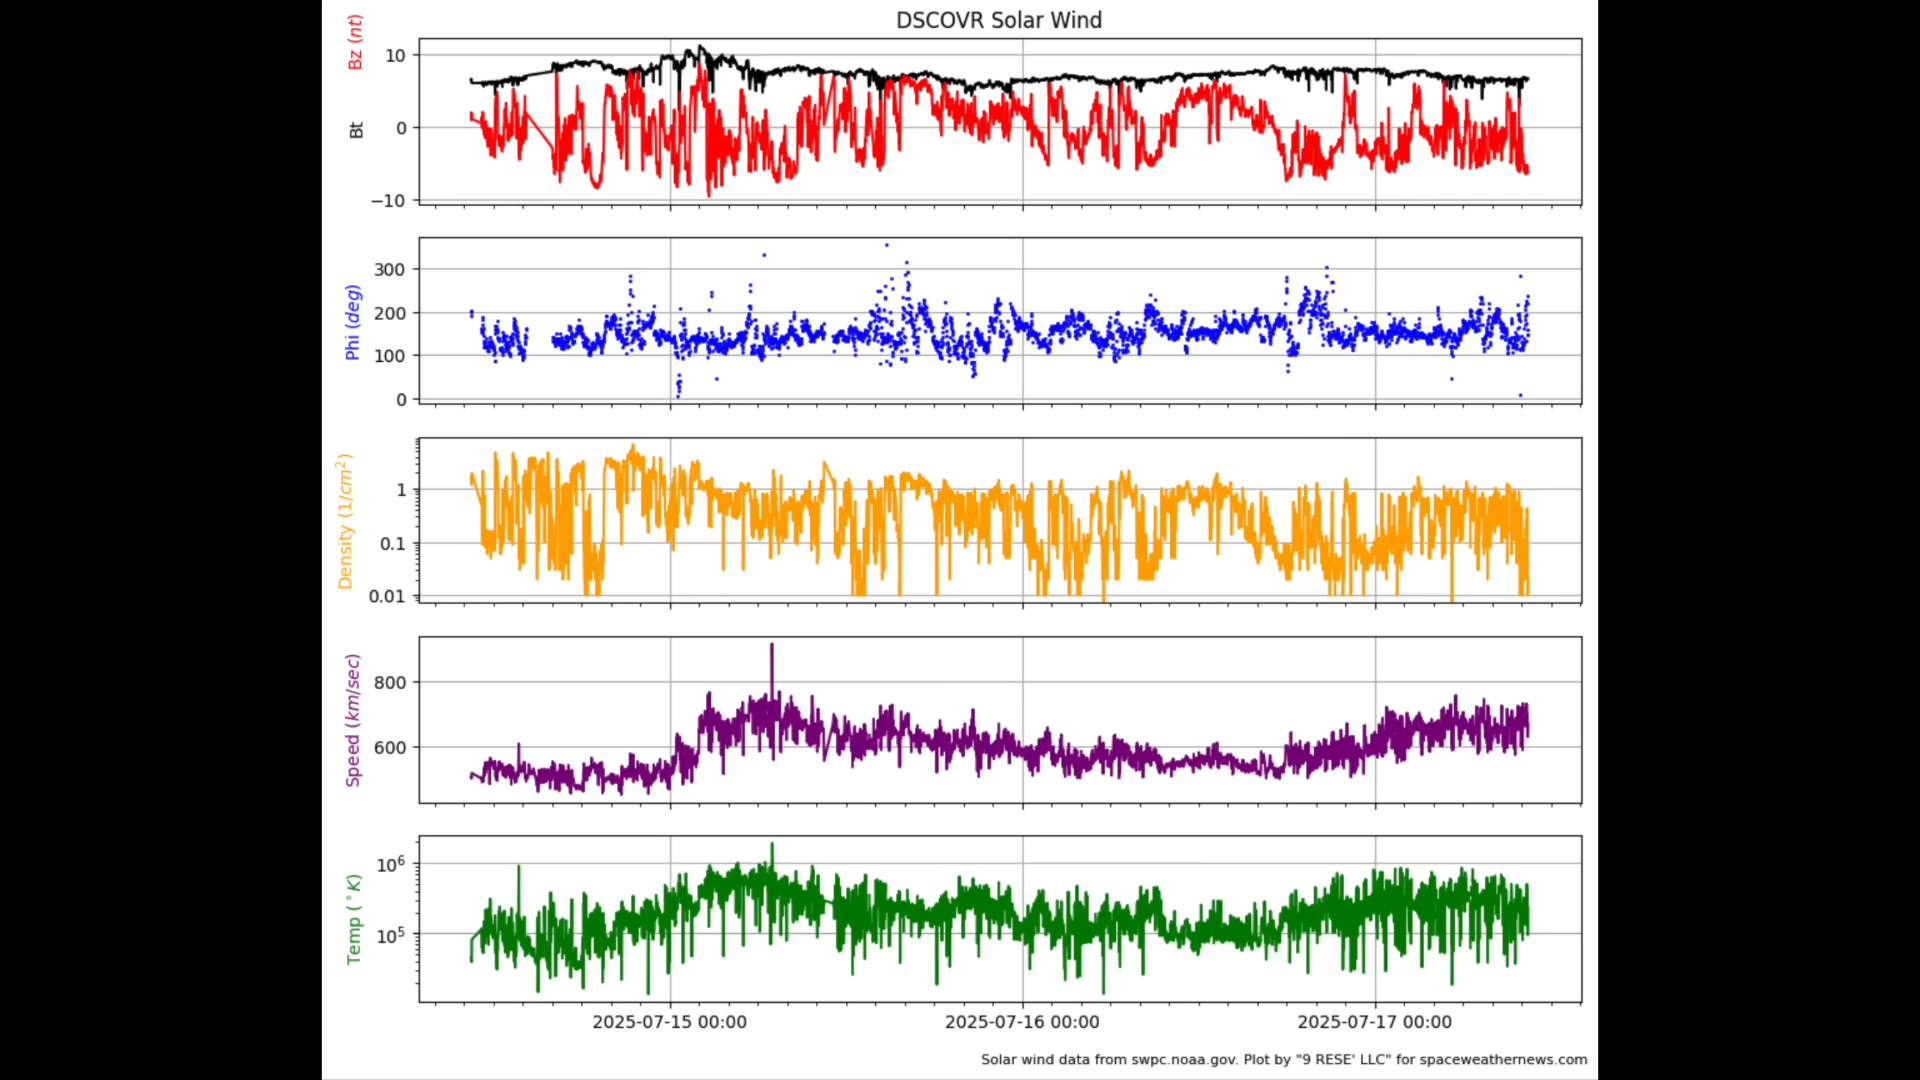 DSCOVR Solar Wind
Bz (nt)
Bt
10
0
−10
Phi (deg)
300
200
100
0
Density (1/cm²)
1
0.1
0.01
Speed (km/sec)
800
600
Temp (°K)
10⁶
10⁵
2025-07-15 00:00 2025-07-16 00:00 2025-07-17 00:00
Solar wind data from swpc.noaa.gov. Plot by "9 RESE' LLC" for spaceweathernews.com